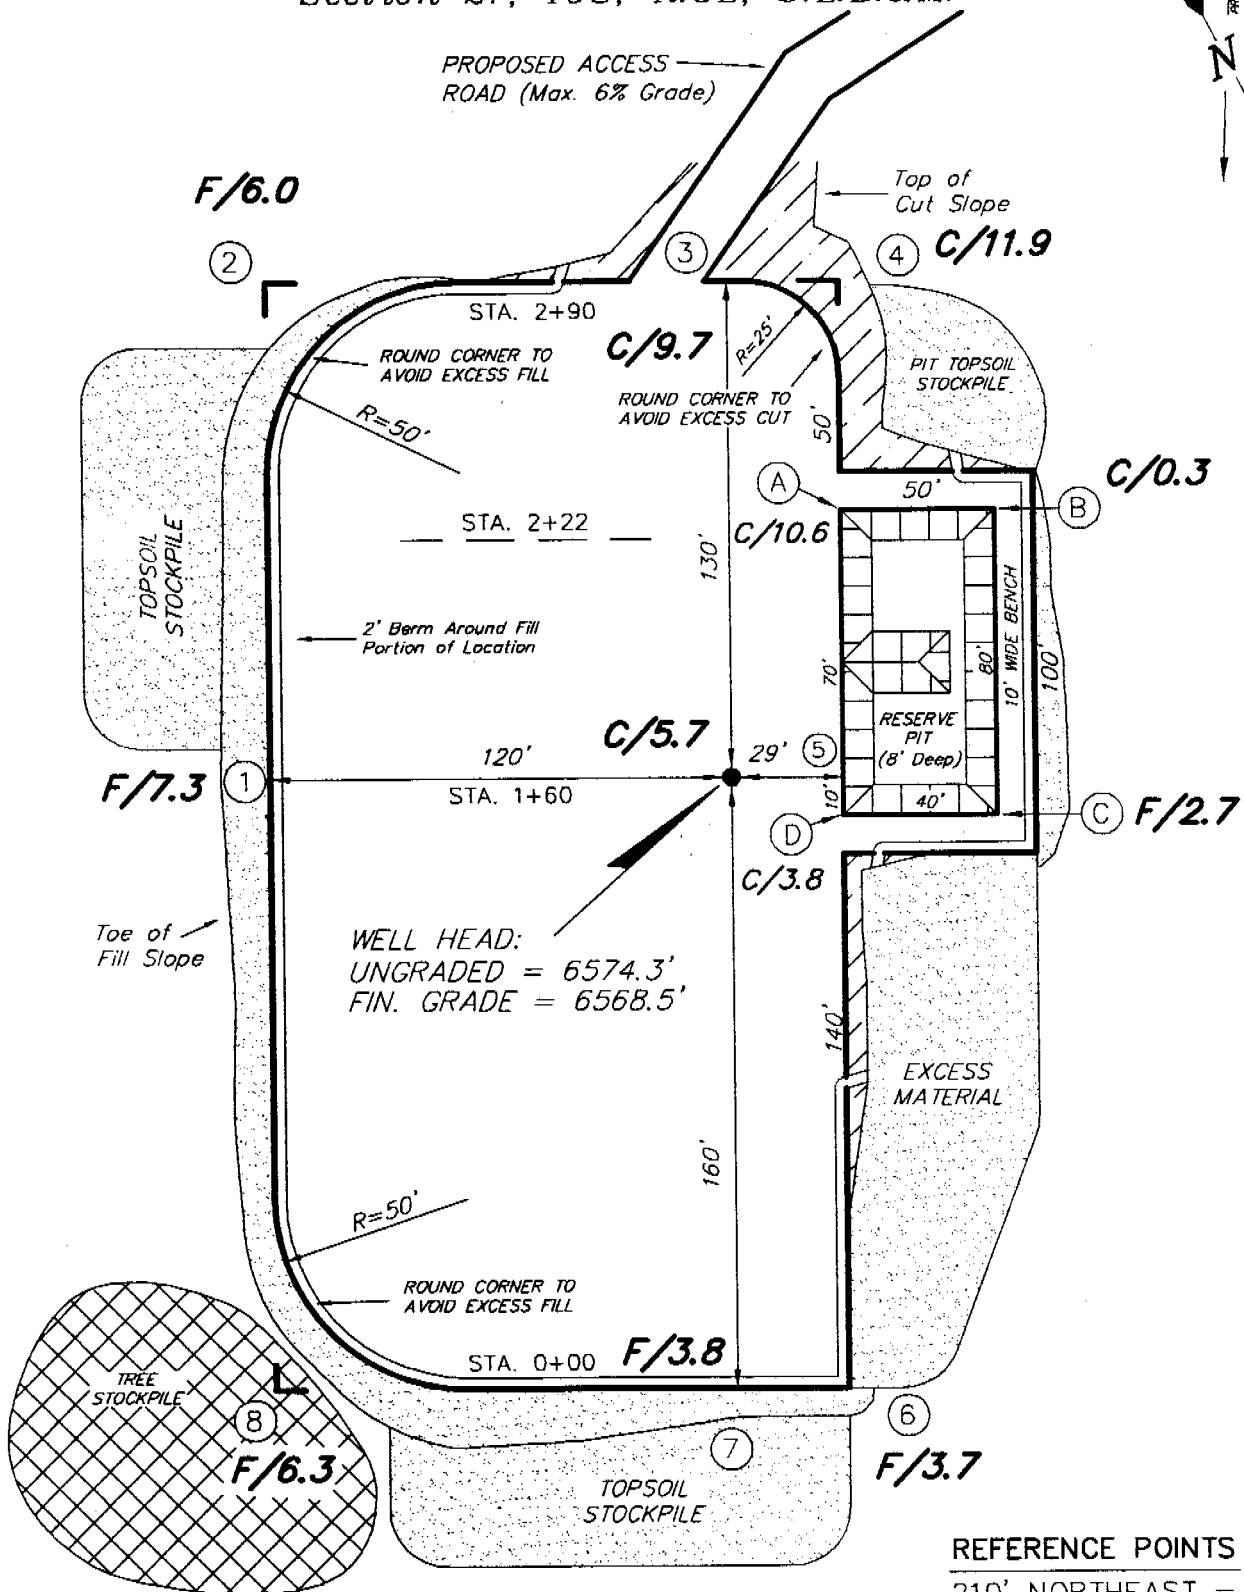 PROPOSED ACCESS
ROAD (Max. 6% Grade)
N
F/6.0
Top of
Cut Slope
2
3
4
C/11.9
STA. 2+90
C/9.7
R=25'
ROUND CORNER TO
AVOID EXCESS FILL
PIT TOPSOIL
STOCKPILE
ROUND CORNER TO
AVOID EXCESS CUT
R=50'
50'
C/0.3
A
50'
B
STA. 2+22
C/10.6
TOPSOIL
STOCKPILE
130'
10' WIDE BENCH
2' Berm Around Fill
Portion of Location
70'
80'
100'
RESERVE
PIT
(8' Deep)
C/5.7
29'
5
120'
F/7.3
1
STA. 1+60
10'
40'
C
F/2.7
D
C/3.8
Toe of
Fill Slope
WELL HEAD:
UNGRADED = 6574.3'
FIN. GRADE = 6568.5'
140'
EXCESS
MATERIAL
160'
R=50'
ROUND CORNER TO
AVOID EXCESS FILL
STA. 0+00
F/3.8
TREE
STOCKPILE
8
F/6.3
7
6
F/3.7
TOPSOIL
STOCKPILE
REFERENCE POINTS
210' NORTHEAST =